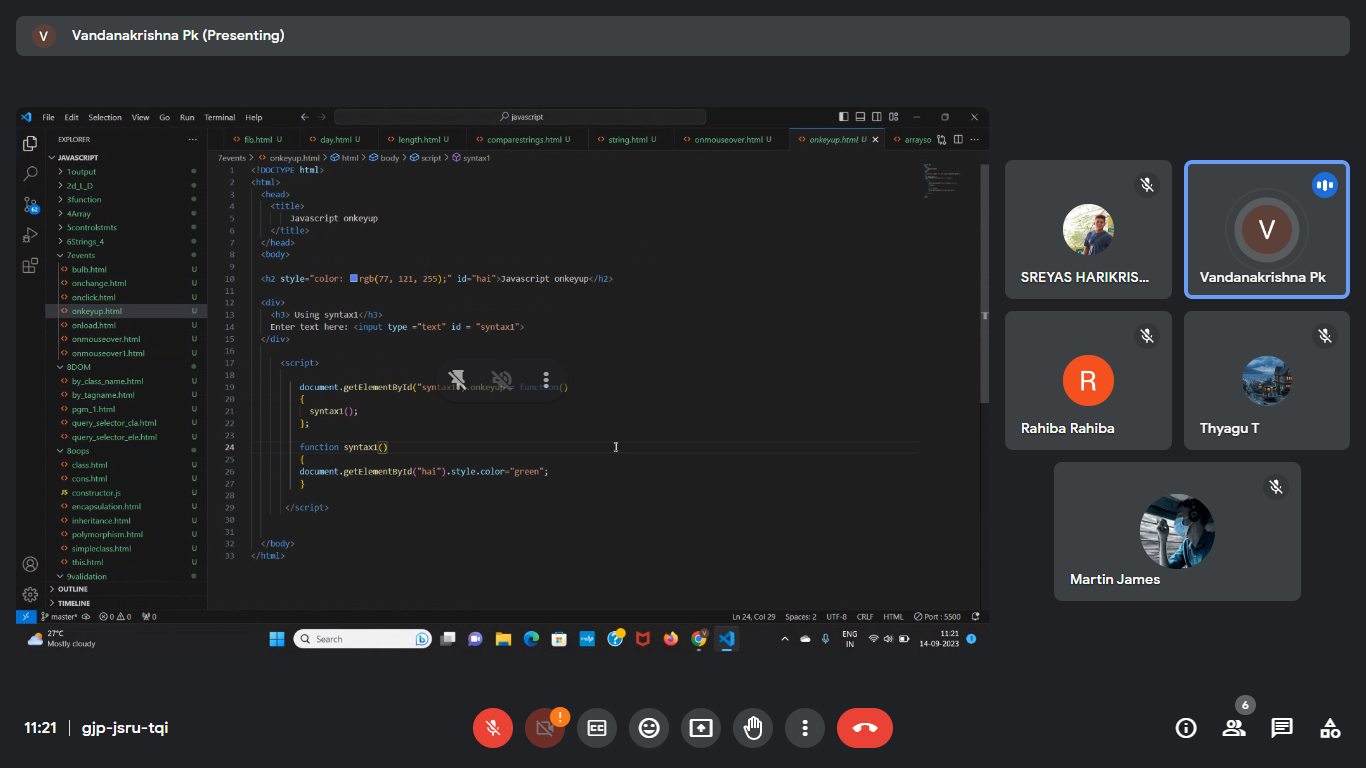 V Vandanakrishna Pk (Presenting)
File Edit Selection View Go Run Terminal Help
javascript
EXPLORER
fib.html U day.html U length.html U comparestrings.html U string.html U onmouseover.html U onkeyup.html U arrayso
JAVASCRIPT
7events > onkeyup.html > html > body > script > syntax1
1output
2d_I_D
3function
4Array
5controlstmts
6Strings_4
7events
bulb.html U
onchange.html U
onclick.html U
onkeyup.html U
onload.html U
onmouseover.html U
onmouseover1.html U
8DOM
by_class_name.html U
by_tagname.html U
pgm_1.html U
query_selector_cla.html U
query_selector_ele.html U
8oops
class.html U
cons.html U
JS constructor.js U
encapsulation.html U
inheritance.html U
polymorphism.html U
simpleclass.html U
this.html U
9validation
OUTLINE
TIMELINE
1 <!DOCTYPE html>
2 <html>
3 <head>
4 <title>
5 Javascript onkeyup
6 </title>
7 </head>
8 <body>
9
10 <h2 style="color: rgb(77, 121, 255);" id="hai">Javascript onkeyup</h2>
11
12 <div>
13 <h3> Using syntax1</h3>
14 Enter text here: <input type ="text" id = "syntax1">
15 </div>
16
17 <script>
18
19 document.getElementById("syntax1").onkeyup = function()
20 {
21 syntax1();
22 };
23
24 function syntax1()
25 {
26 document.getElementById("hai").style.color="green";
27 }
28
29 </script>
30
31
32 </body>
33 </html>
62
master* 0 0 0
Ln 24, Col 29 Spaces: 2 UTF-8 CRLF HTML Port : 5500
27°C
Mostly cloudy
Search
ENG
IN
11:21
14-09-2023
1
SREYAS HARIKRIS...
V
Vandanakrishna Pk
R
Rahiba Rahiba
Thyagu T
Martin James
11:21 | gjp-jsru-tqi
!
CC
6